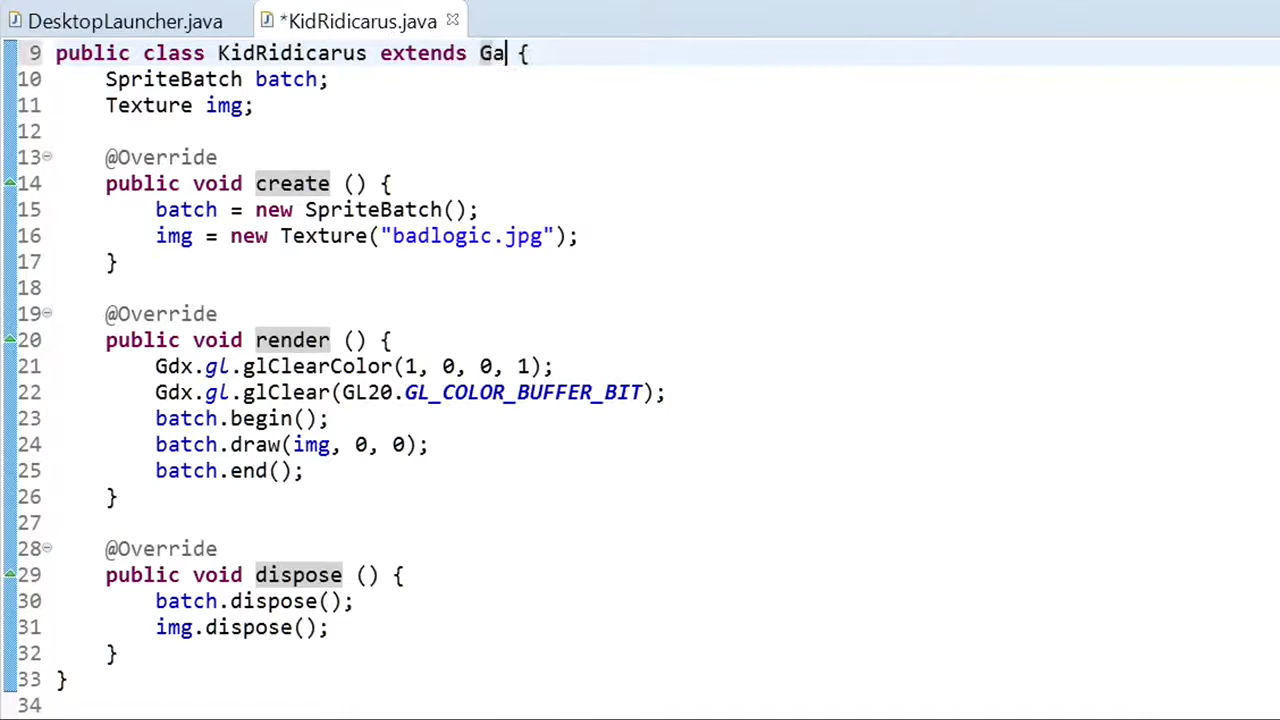 DesktopLauncher.java *KidRidicarus.java
9 public class KidRidicarus extends Ga {
10 SpriteBatch batch;
11 Texture img;
12
13 @Override
14 public void create () {
15 batch = new SpriteBatch();
16 img = new Texture("badlogic.jpg");
17 }
18
19 @Override
20 public void render () {
21 Gdx.gl.glClearColor(1, 0, 0, 1);
22 Gdx.gl.glClear(GL20.GL_COLOR_BUFFER_BIT);
23 batch.begin();
24 batch.draw(img, 0, 0);
25 batch.end();
26 }
27
28 @Override
29 public void dispose () {
30 batch.dispose();
31 img.dispose();
32 }
33 }
34